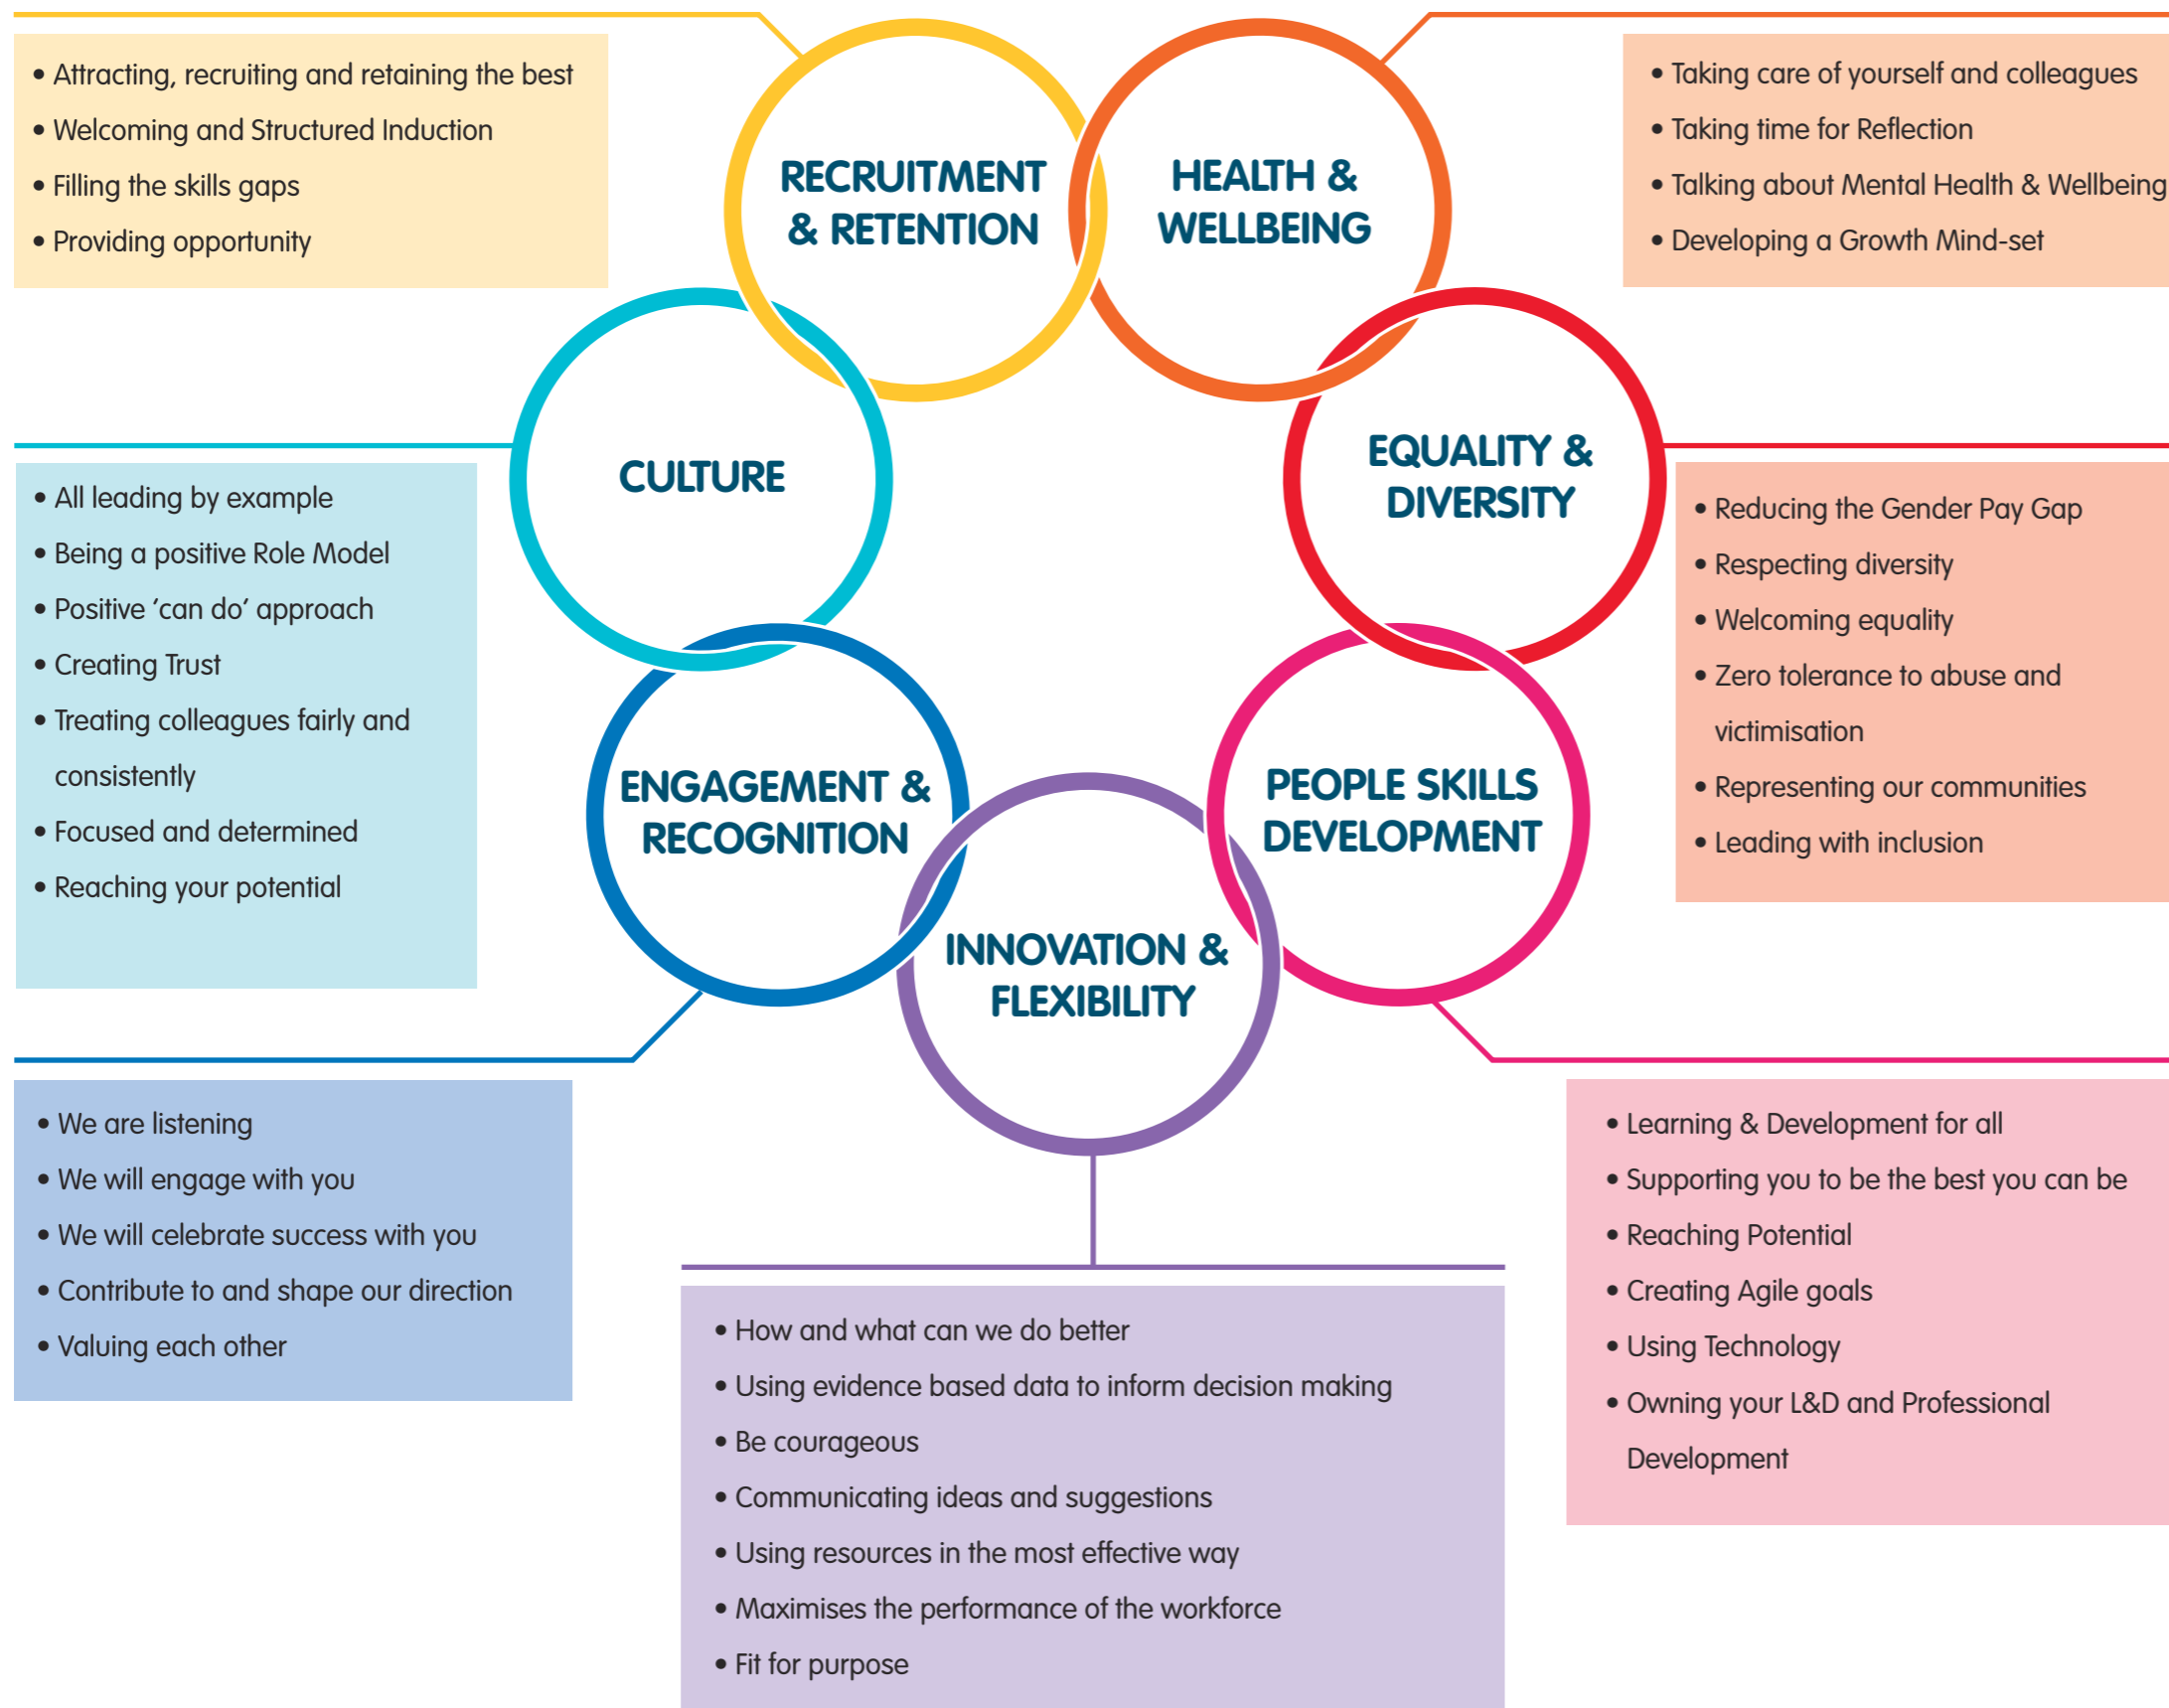 • Attracting, recruiting and retaining the best
• Welcoming and Structured Induction
• Filling the skills gaps
• Providing opportunity
RECRUITMENT
& RETENTION
HEALTH &
WELLBEING
• Taking care of yourself and colleagues
• Taking time for Reflection
• Talking about Mental Health & Wellbeing
• Developing a Growth Mind-set
CULTURE
• All leading by example
• Being a positive Role Model
• Positive ‘can do’ approach
• Creating Trust
• Treating colleagues fairly and
consistently
• Focused and determined
• Reaching your potential
EQUALITY &
DIVERSITY
• Reducing the Gender Pay Gap
• Respecting diversity
• Welcoming equality
• Zero tolerance to abuse and
victimisation
• Representing our communities
• Leading with inclusion
ENGAGEMENT &
RECOGNITION
• We are listening
• We will engage with you
• We will celebrate success with you
• Contribute to and shape our direction
• Valuing each other
INNOVATION &
FLEXIBILITY
• How and what can we do better
• Using evidence based data to inform decision making
• Be courageous
• Communicating ideas and suggestions
• Using resources in the most effective way
• Maximises the performance of the workforce
• Fit for purpose
PEOPLE SKILLS
DEVELOPMENT
• Learning & Development for all
• Supporting you to be the best you can be
• Reaching Potential
• Creating Agile goals
• Using Technology
• Owning your L&D and Professional
Development